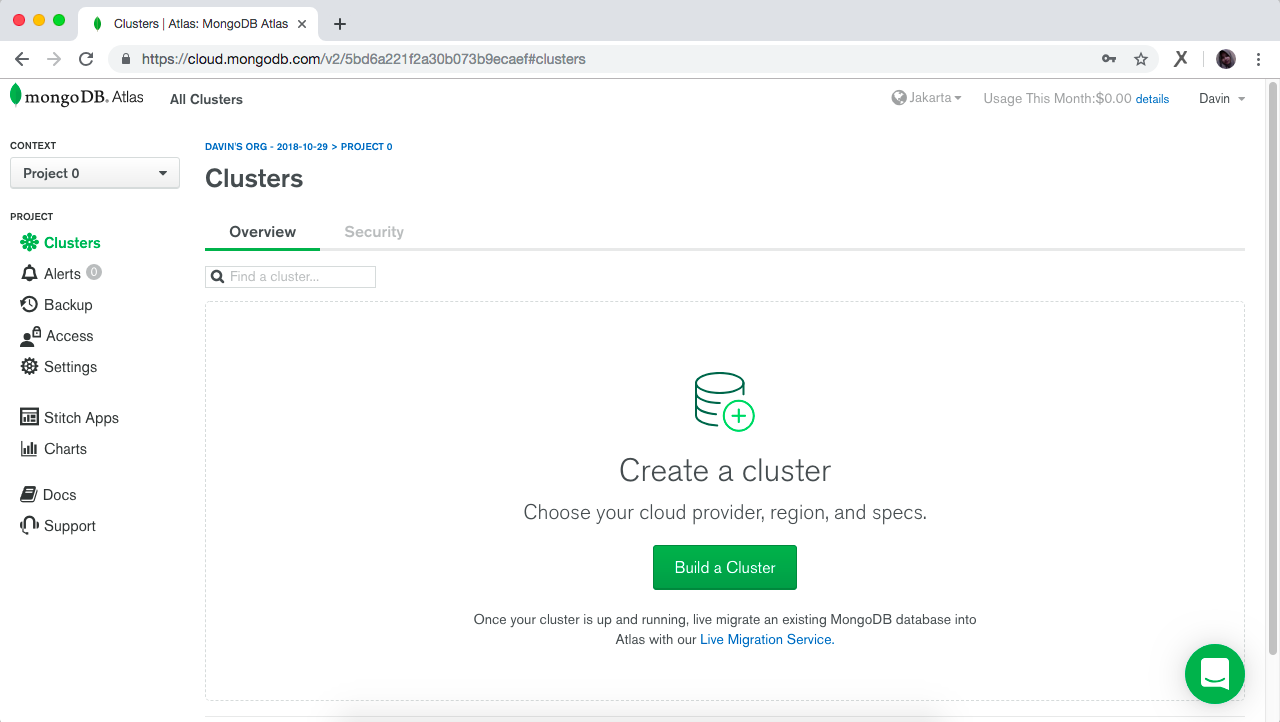 Clusters | Atlas: MongoDB Atlas
https://cloud.mongodb.com/v2/5bd6a221f2a30b073b9ecaef#clusters
mongoDB. Atlas All Clusters Jakarta Usage This Month:$0.00 details Davin
CONTEXT
Project 0
PROJECT
Clusters
Alerts 0
Backup
Access
Settings
Stitch Apps
Charts
Docs
Support
DAVIN'S ORG - 2018-10-29 > PROJECT 0
Clusters
Overview Security
Find a cluster...
Create a cluster
Choose your cloud provider, region, and specs.
Build a Cluster
Once your cluster is up and running, live migrate an existing MongoDB database into
Atlas with our Live Migration Service.